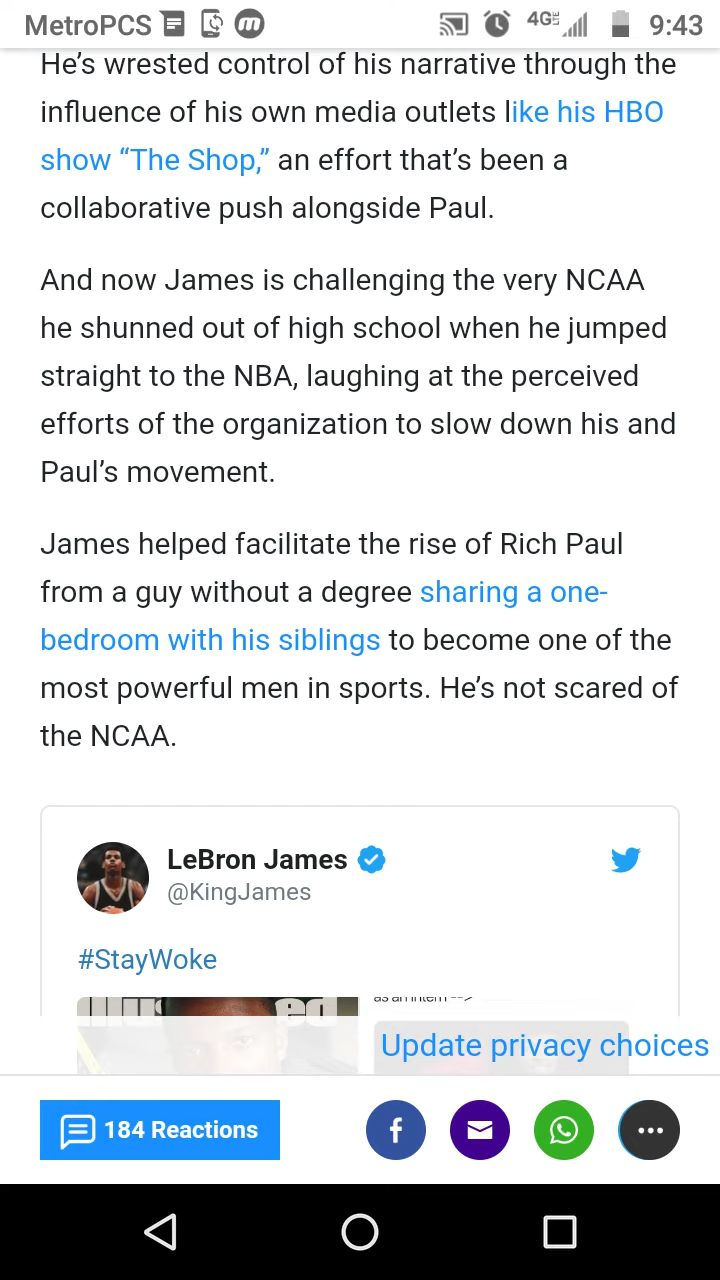 MetroPCS 4G LTE 9:43
He’s wrested control of his narrative through the
influence of his own media outlets like his HBO
show “The Shop,” an effort that’s been a
collaborative push alongside Paul.
And now James is challenging the very NCAA
he shunned out of high school when he jumped
straight to the NBA, laughing at the perceived
efforts of the organization to slow down his and
Paul’s movement.
James helped facilitate the rise of Rich Paul
from a guy without a degree sharing a one-
bedroom with his siblings to become one of the
most powerful men in sports. He’s not scared of
the NCAA.
LeBron James
@KingJames
#StayWoke
as an intern -->
Update privacy choices
184 Reactions